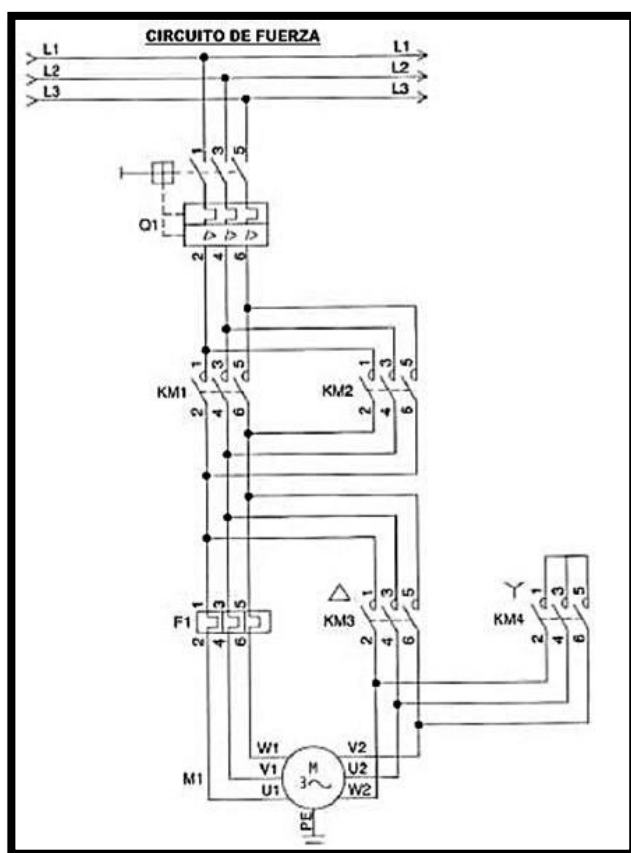 CIRCUITO DE FUERZA
L1 L1
L2 L2
L3 L3
1 3 5
Q1
2 4 6
1 3 5 1 3 5
KM1 KM2
2 4 6 2 4 6
1 3 5 1 3 5 1 3 5
F1 KM3 KM4
2 4 6 2 4 6 2 4 6
W1 V2
M1 V1 M 3 U2
U1 W2
PE